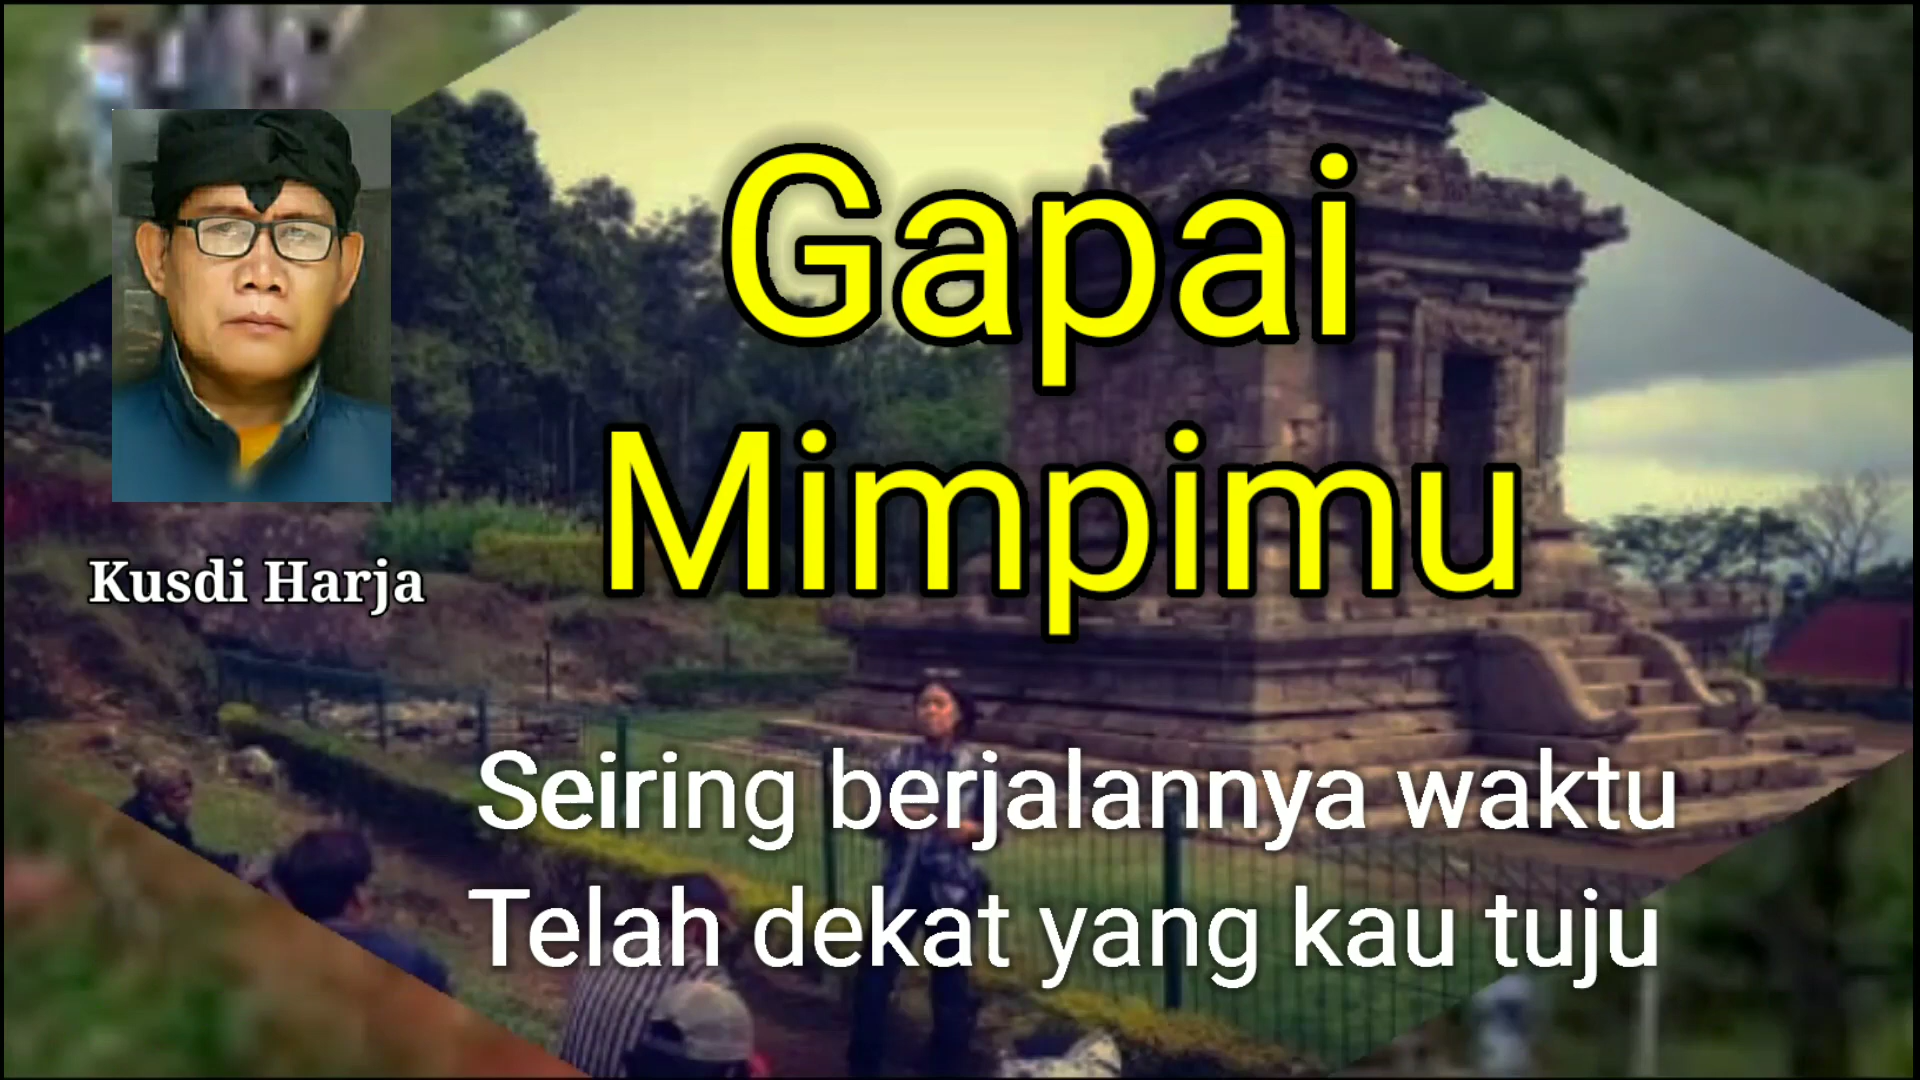 Gapai
Mimpimu
Kusdi Harja
Seiring berjalannya waktu
Telah dekat yang kau tuju